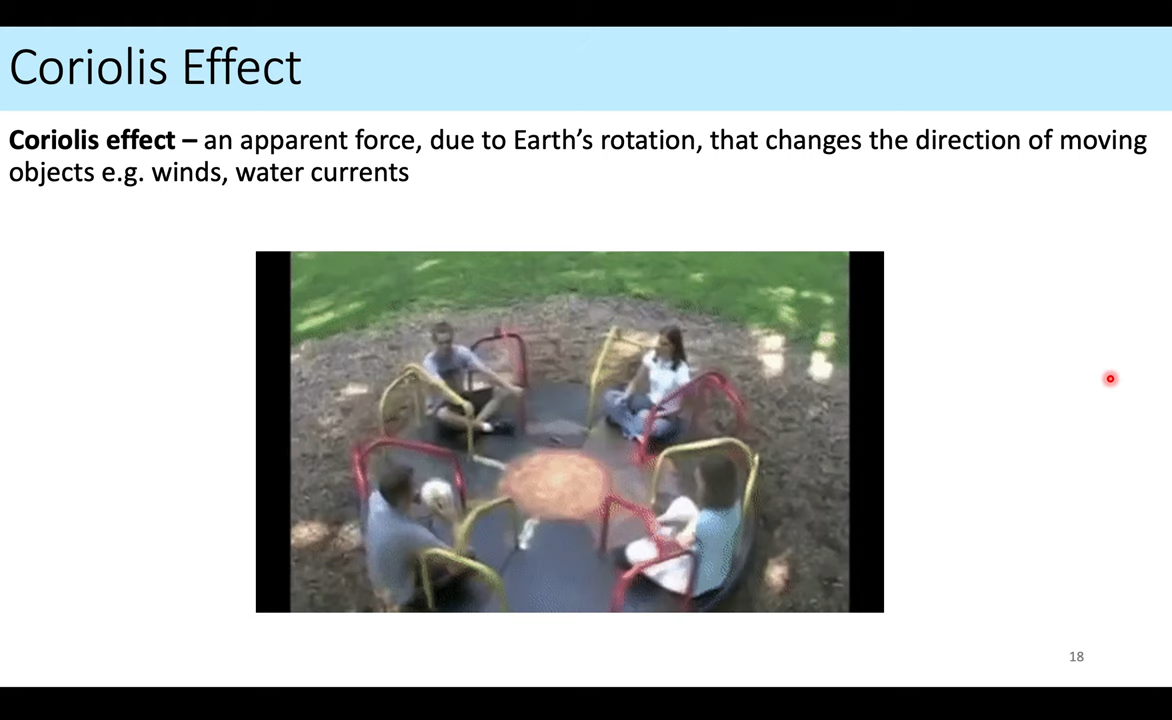 Coriolis Effect
Coriolis effect – an apparent force, due to Earth’s rotation, that changes the direction of moving
objects e.g. winds, water currents
18